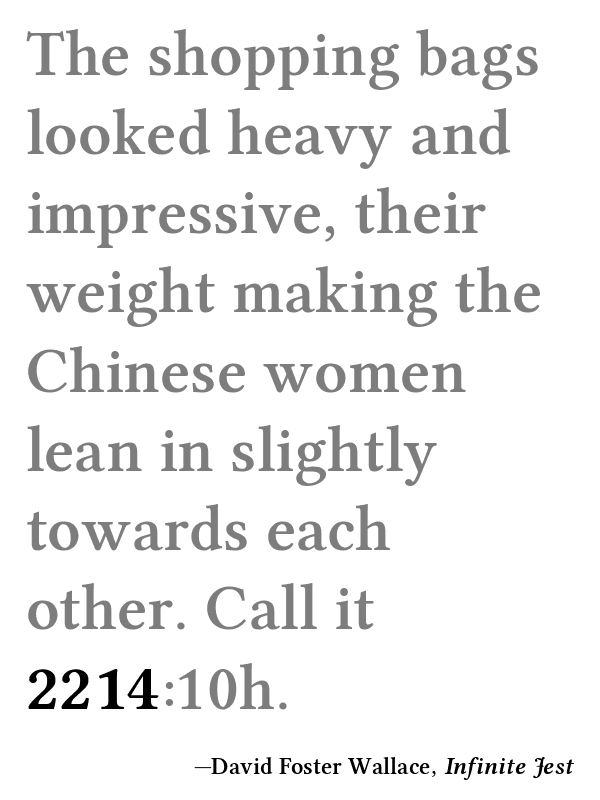 The shopping bags
looked heavy and
impressive, their
weight making the
Chinese women
lean in slightly
towards each
other. Call it
2214:10h.
—David Foster Wallace, Infinite Jest